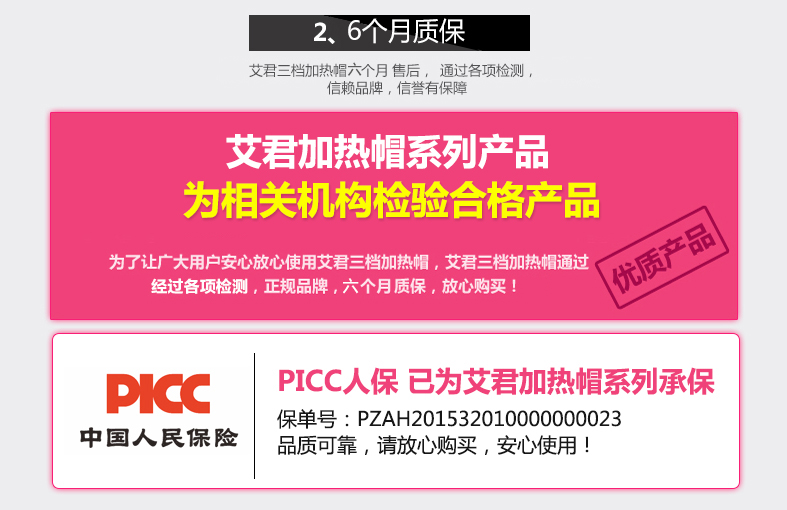 2、6个月质保
艾君三档加热帽六个月 售后， 通过各项检测，
信赖品牌，信誉有保障
艾君加热帽系列产品
为相关机构检验合格产品
为了让广大用户安心放心使用艾君三档加热帽，艾君三档加热帽通过
经过各项检测，正规品牌，六个月质保，放心购买！
优质产品
PICC
中国人民保险
PICC人保 已为艾君加热帽系列承保
保单号：PZAH201532010000000023
品质可靠，请放心购买，安心使用！